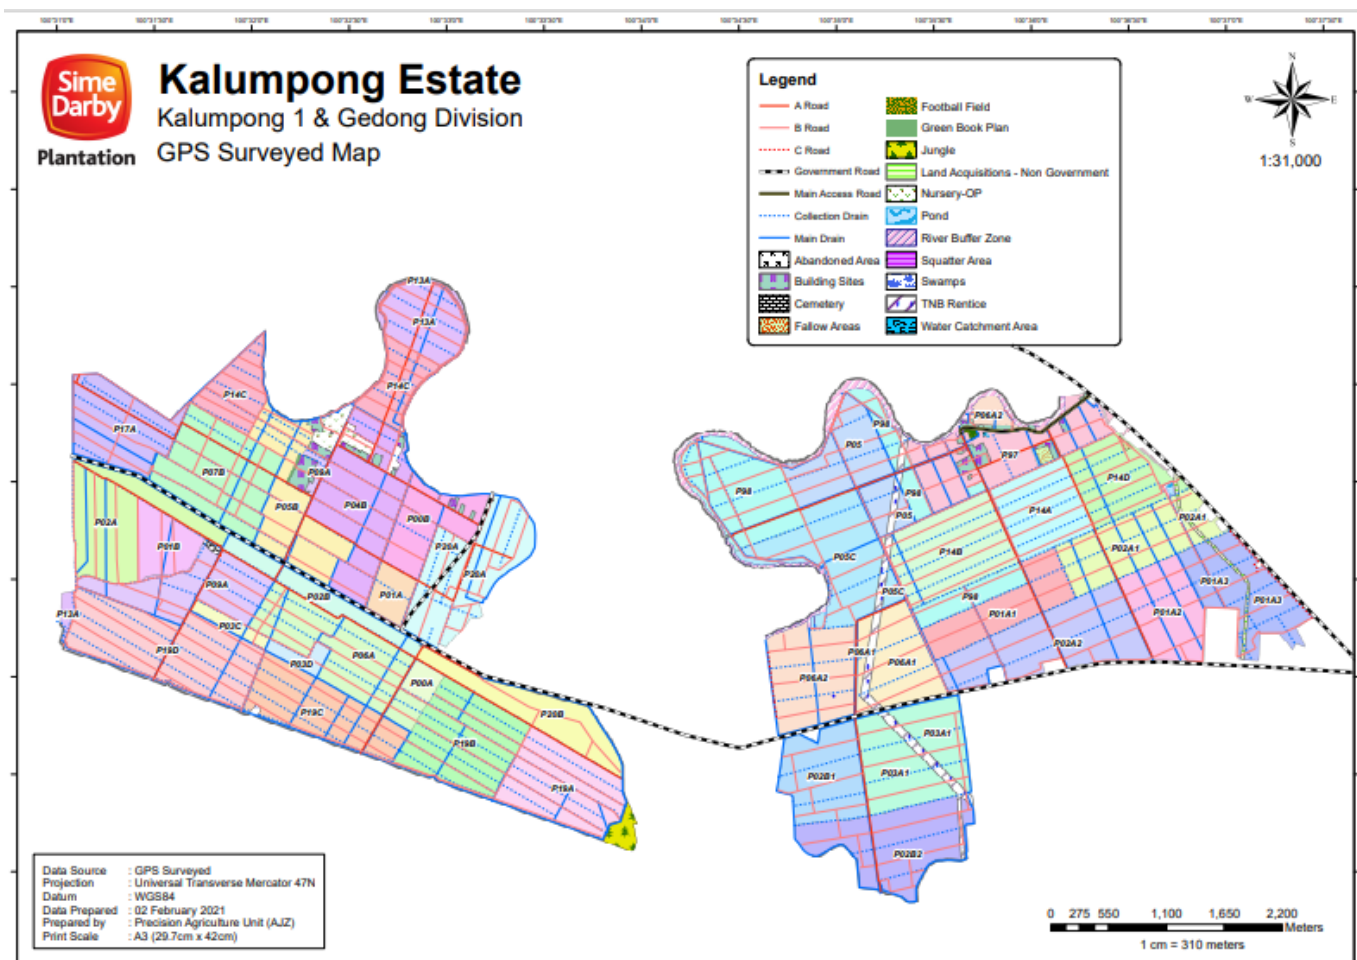 Sime
Darby
Plantation
Kalumpong Estate
Kalumpong 1 & Gedong Division
GPS Surveyed Map
Legend
A Road
B Road
C Road
Government Road
Main Access Road
Collection Drain
Main Drain
Abandoned Area
Building Sites
Cemetery
Fallow Areas
Football Field
Green Book Plan
Jungle
Land Acquisitions - Non Government
Nursery-OP
Pond
River Buffer Zone
Squatter Area
Swamps
TNB Rentice
Water Catchment Area
N
W
E
S
1:31,000
P13A
P13A
P14C
P14C
P17A
P07B
P09A
P05B
P04B
P00B
P02A
P01B
P09A
P02B
P01A
P20A
P20A
P13A
P03C
P19D
P03D
P06A
P00A
P19C
P20B
P19B
P19A
P06A2
P98
P05
P97
P98
P98
P05
P14D
P14A
P02A1
P02A1
P05C
P14B
P05C
P98
P01A1
P01A3
P01A3
P01A2
P03A2
P06A1
P06A1
P06A2
P03A1
P02B1
P03A1
P02B2
Data Source : GPS Surveyed
Projection : Universal Transverse Mercator 47N
Datum : WGS84
Data Prepared : 02 February 2021
Prepared by : Precision Agriculture Unit (AJZ)
Print Scale : A3 (29.7cm x 42cm)
0 275 550 1,100 1,650 2,200
Meters
1 cm = 310 meters